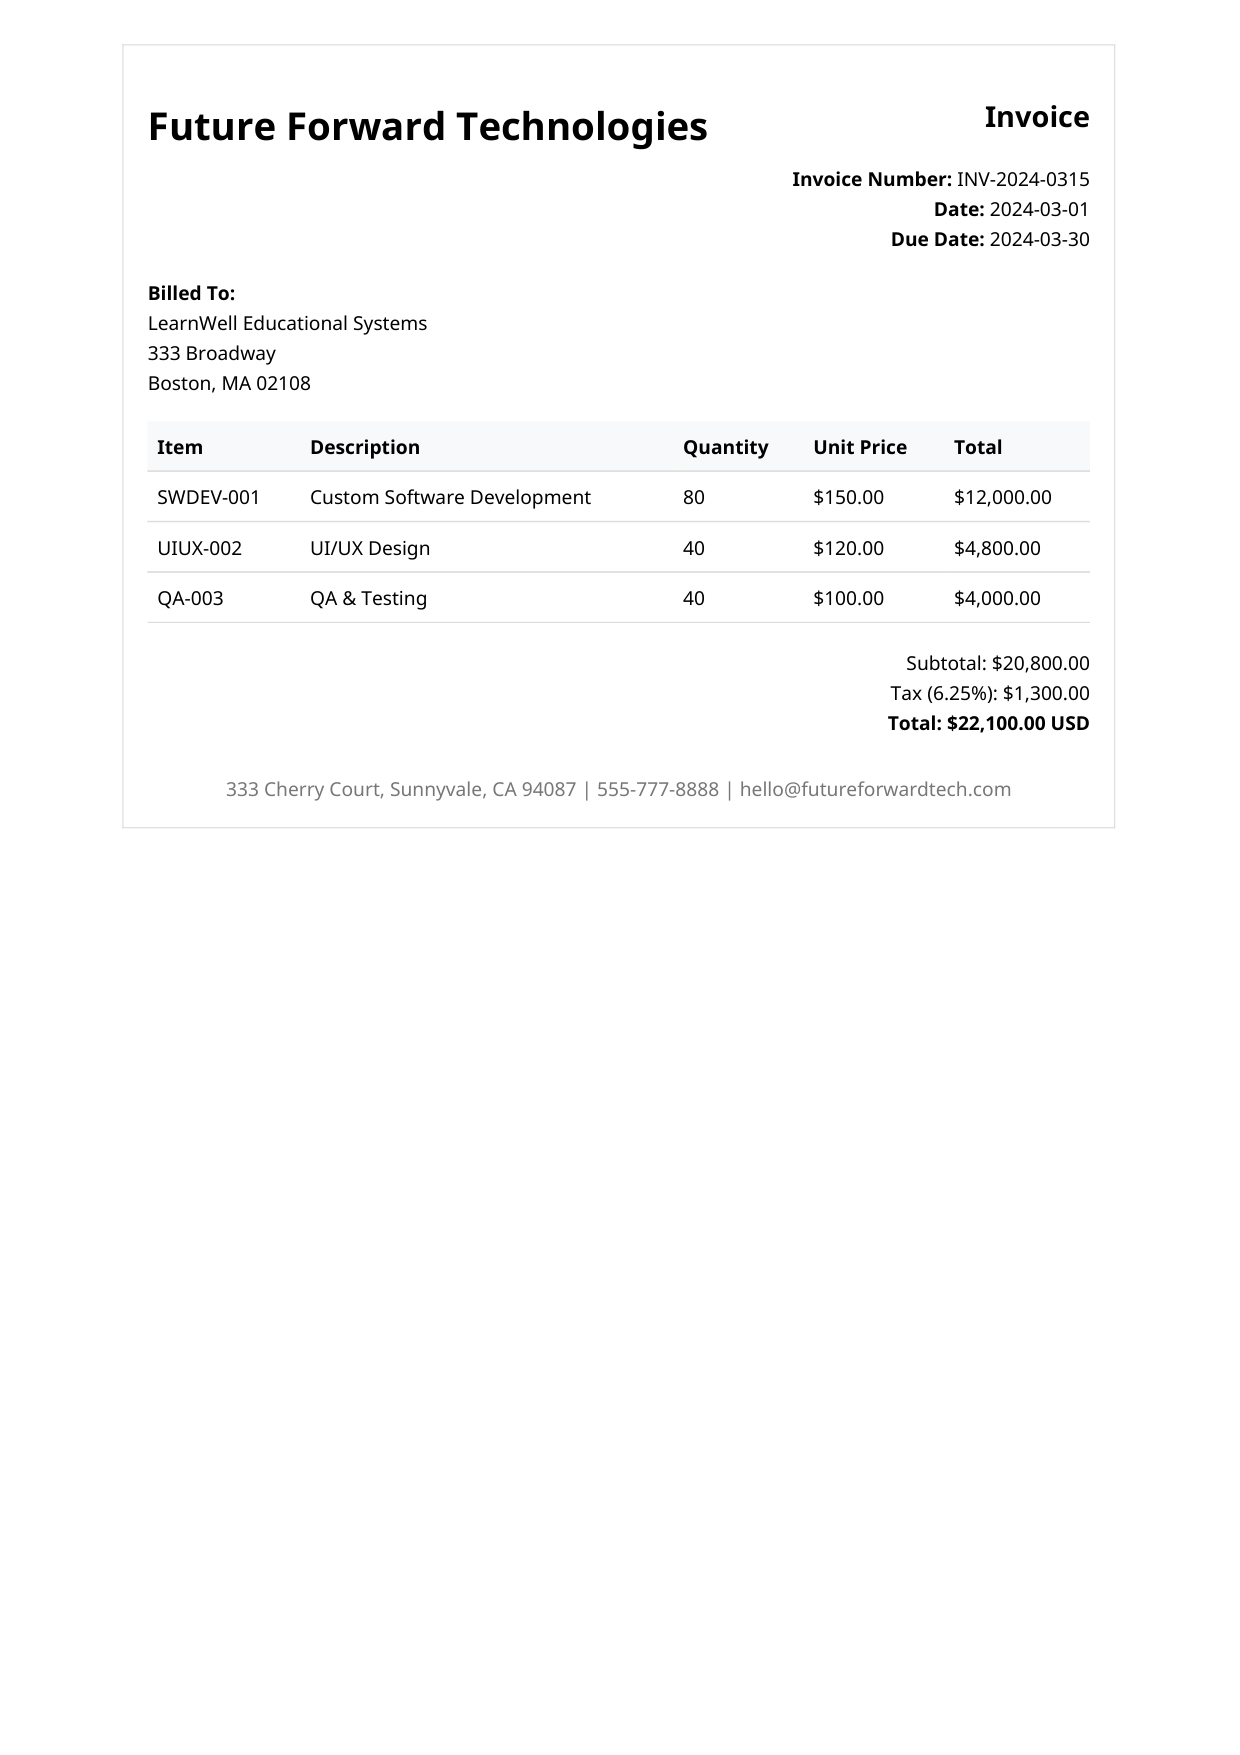 Future Forward Technologies
Invoice
Invoice Number: INV-2024-0315
Date: 2024-03-01
Due Date: 2024-03-30
Billed To:
LearnWell Educational Systems
333 Broadway
Boston, MA 02108
Item Description Quantity Unit Price Total
SWDEV-001 Custom Software Development 80 $150.00 $12,000.00
UIUX-002 UI/UX Design 40 $120.00 $4,800.00
QA-003 QA & Testing 40 $100.00 $4,000.00
Subtotal: $20,800.00
Tax (6.25%): $1,300.00
Total: $22,100.00 USD
333 Cherry Court, Sunnyvale, CA 94087 | 555-777-8888 | hello@futureforwardtech.com